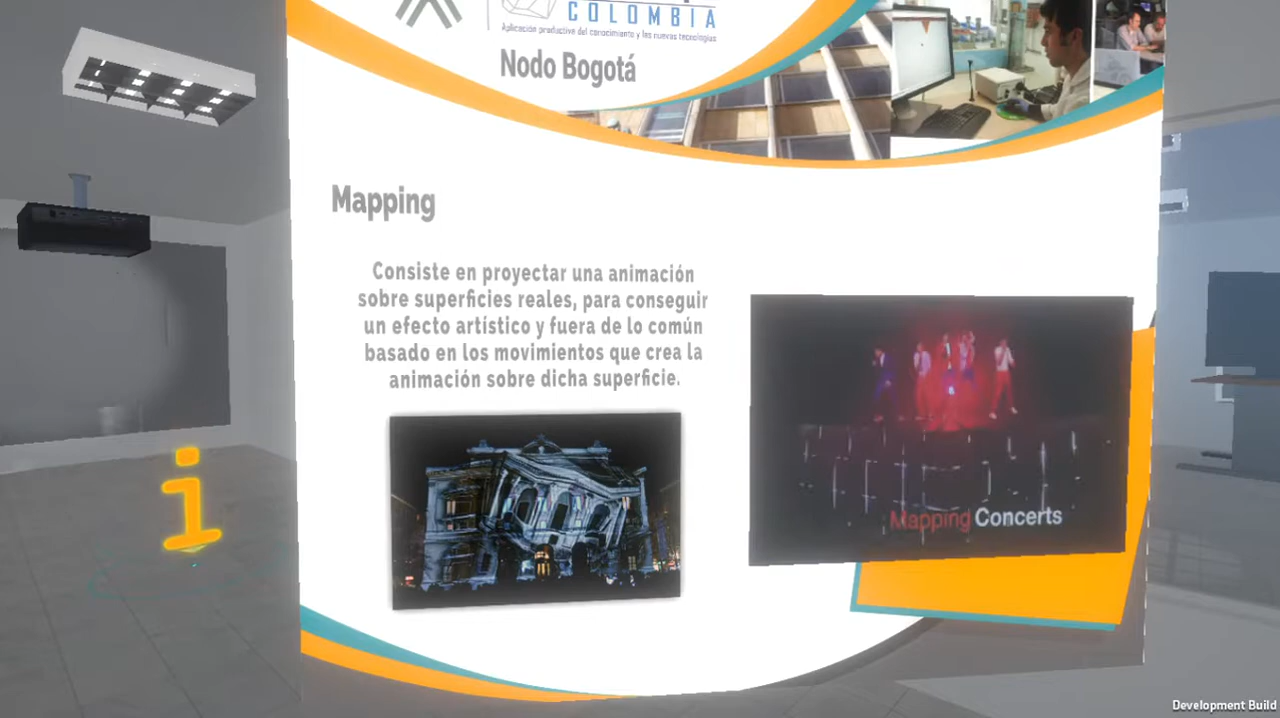 COLOMBIA
Aplicación productiva del conocimiento y las nuevas tecnologías
Nodo Bogotá
Mapping
Consiste en proyectar una animación
sobre superficies reales, para conseguir
un efecto artístico y fuera de lo común
basado en los movimientos que crea la
animación sobre dicha superficie.
Mapping Concerts
i
Development Build